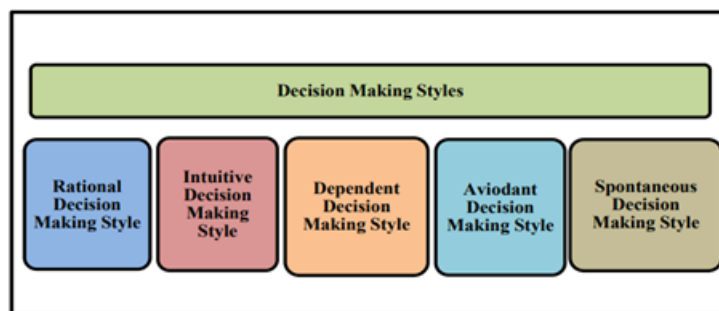 Decision Making Styles
Rational
Decision
Making Style
Intuitive
Decision
Making
Style
Dependent
Decision
Making Style
Aviodant
Decision
Making Style
Spontaneous
Decision
Making Style